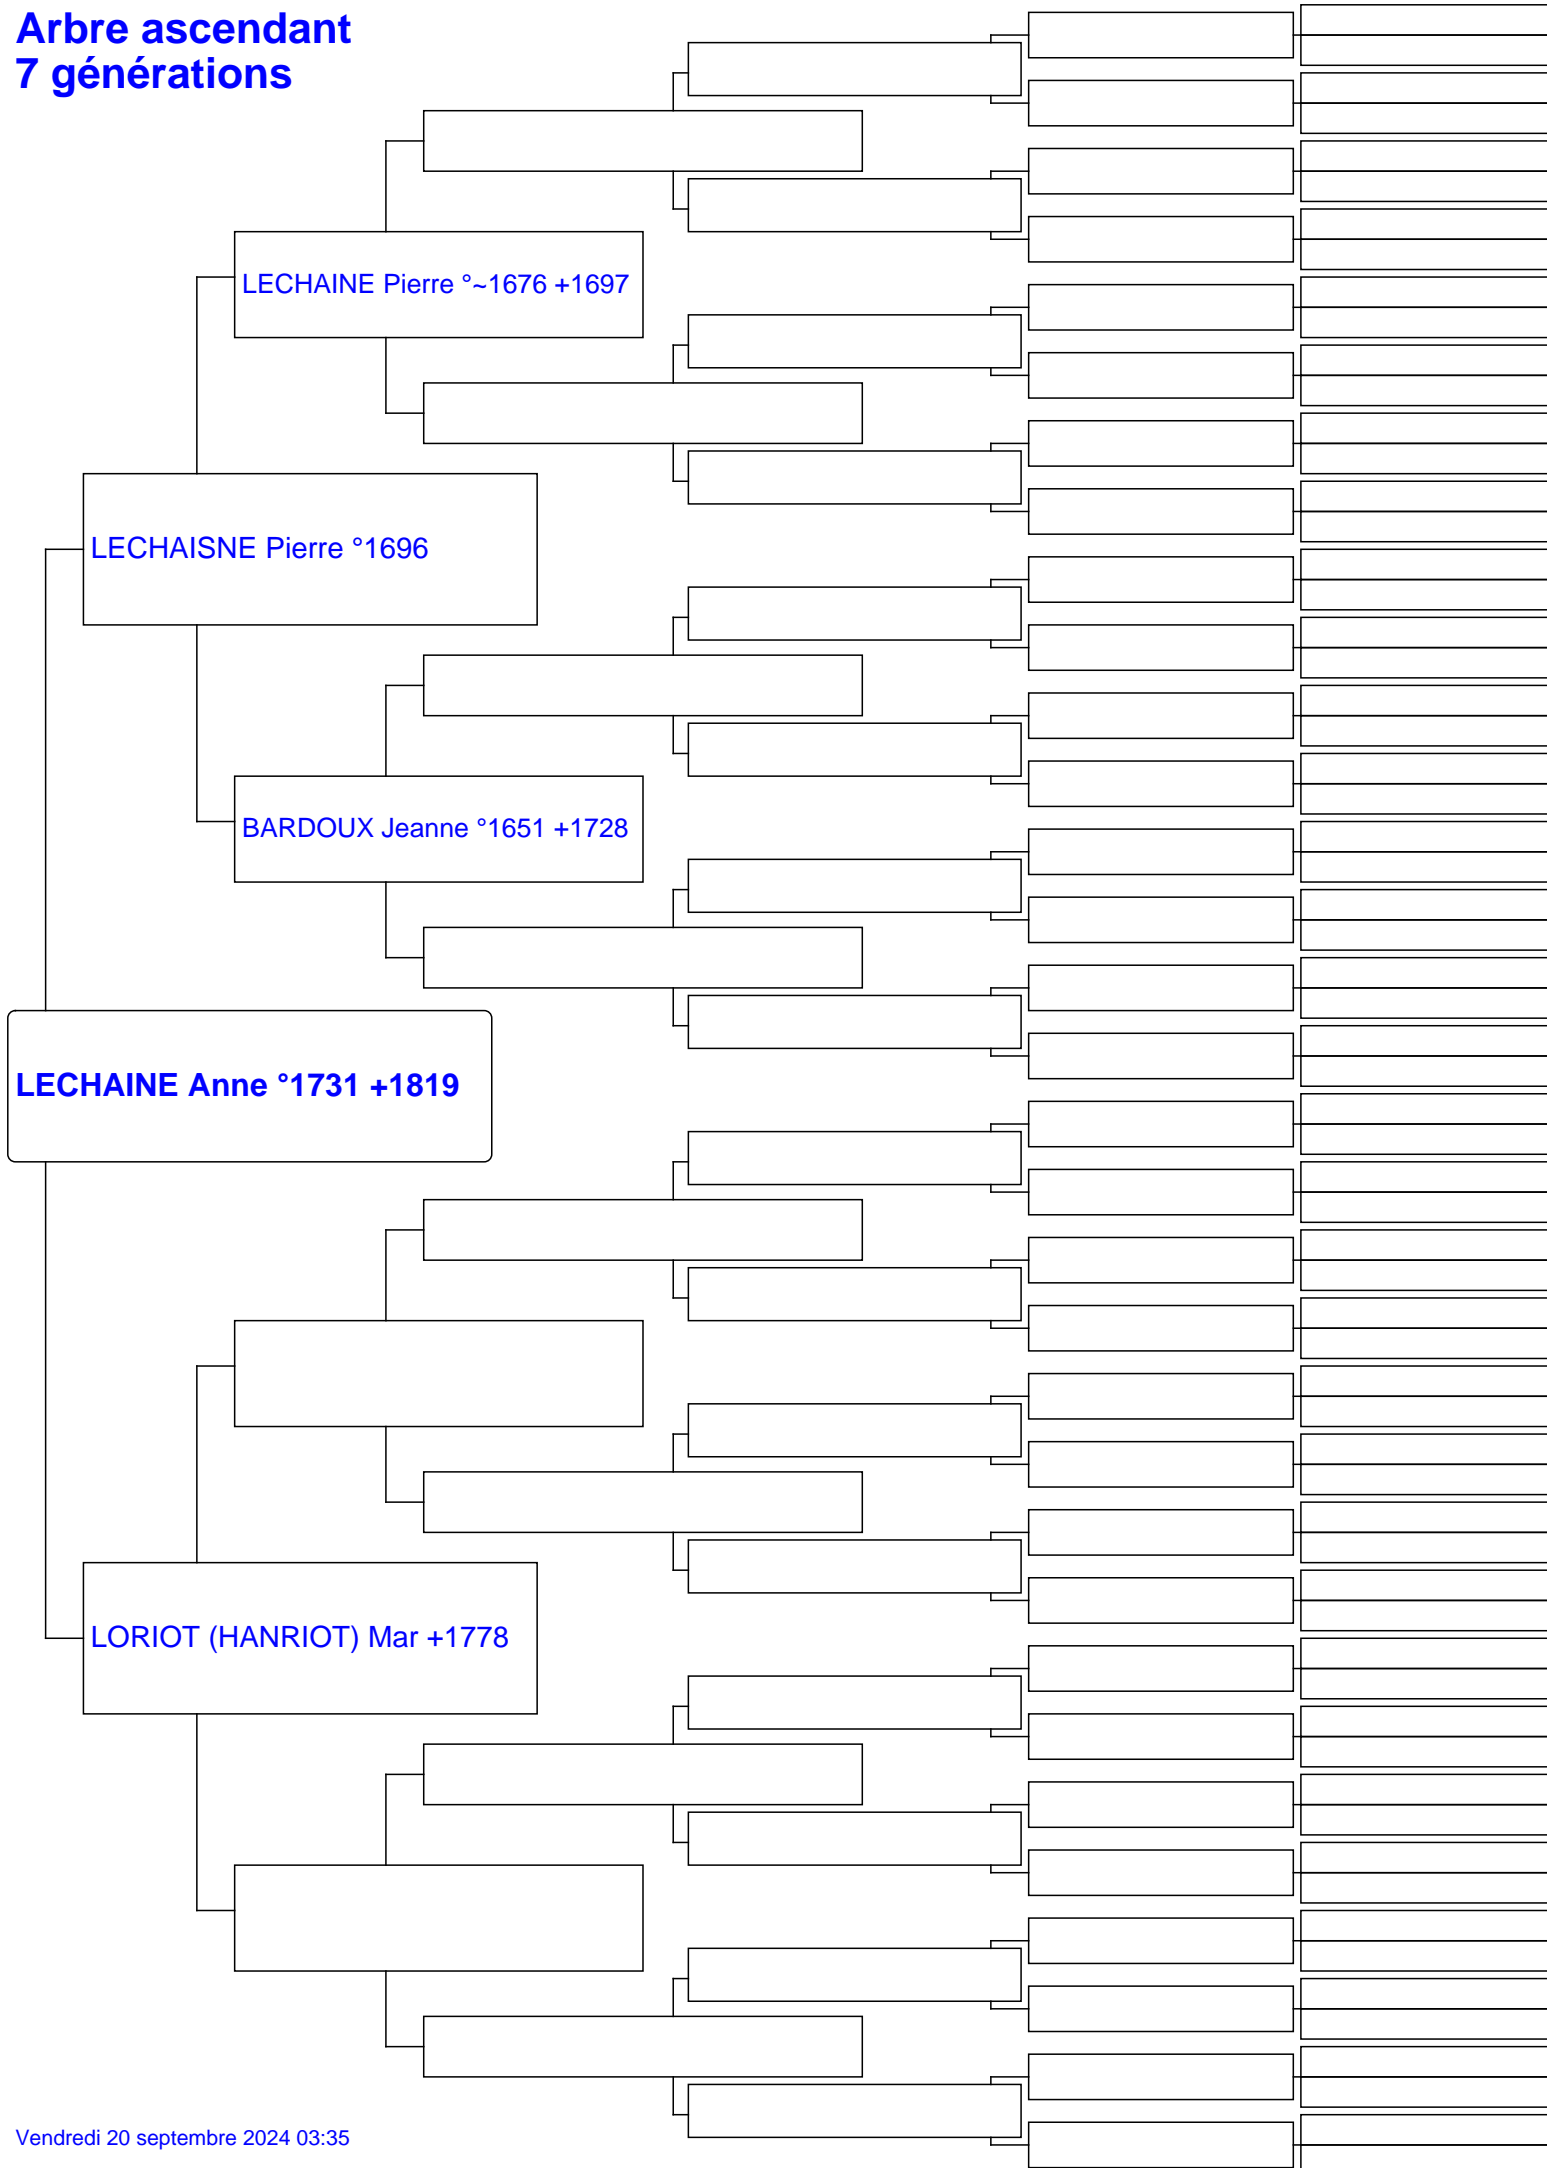 Arbre ascendant
7 générations
LECHAINE Pierre °~1676 +1697
LECHAISNE Pierre °1696
BARDOUX Jeanne °1651 +1728
LECHAINE Anne °1731 +1819
LORIOT (HANRIOT) Mar +1778
Vendredi 20 septembre 2024 03:35